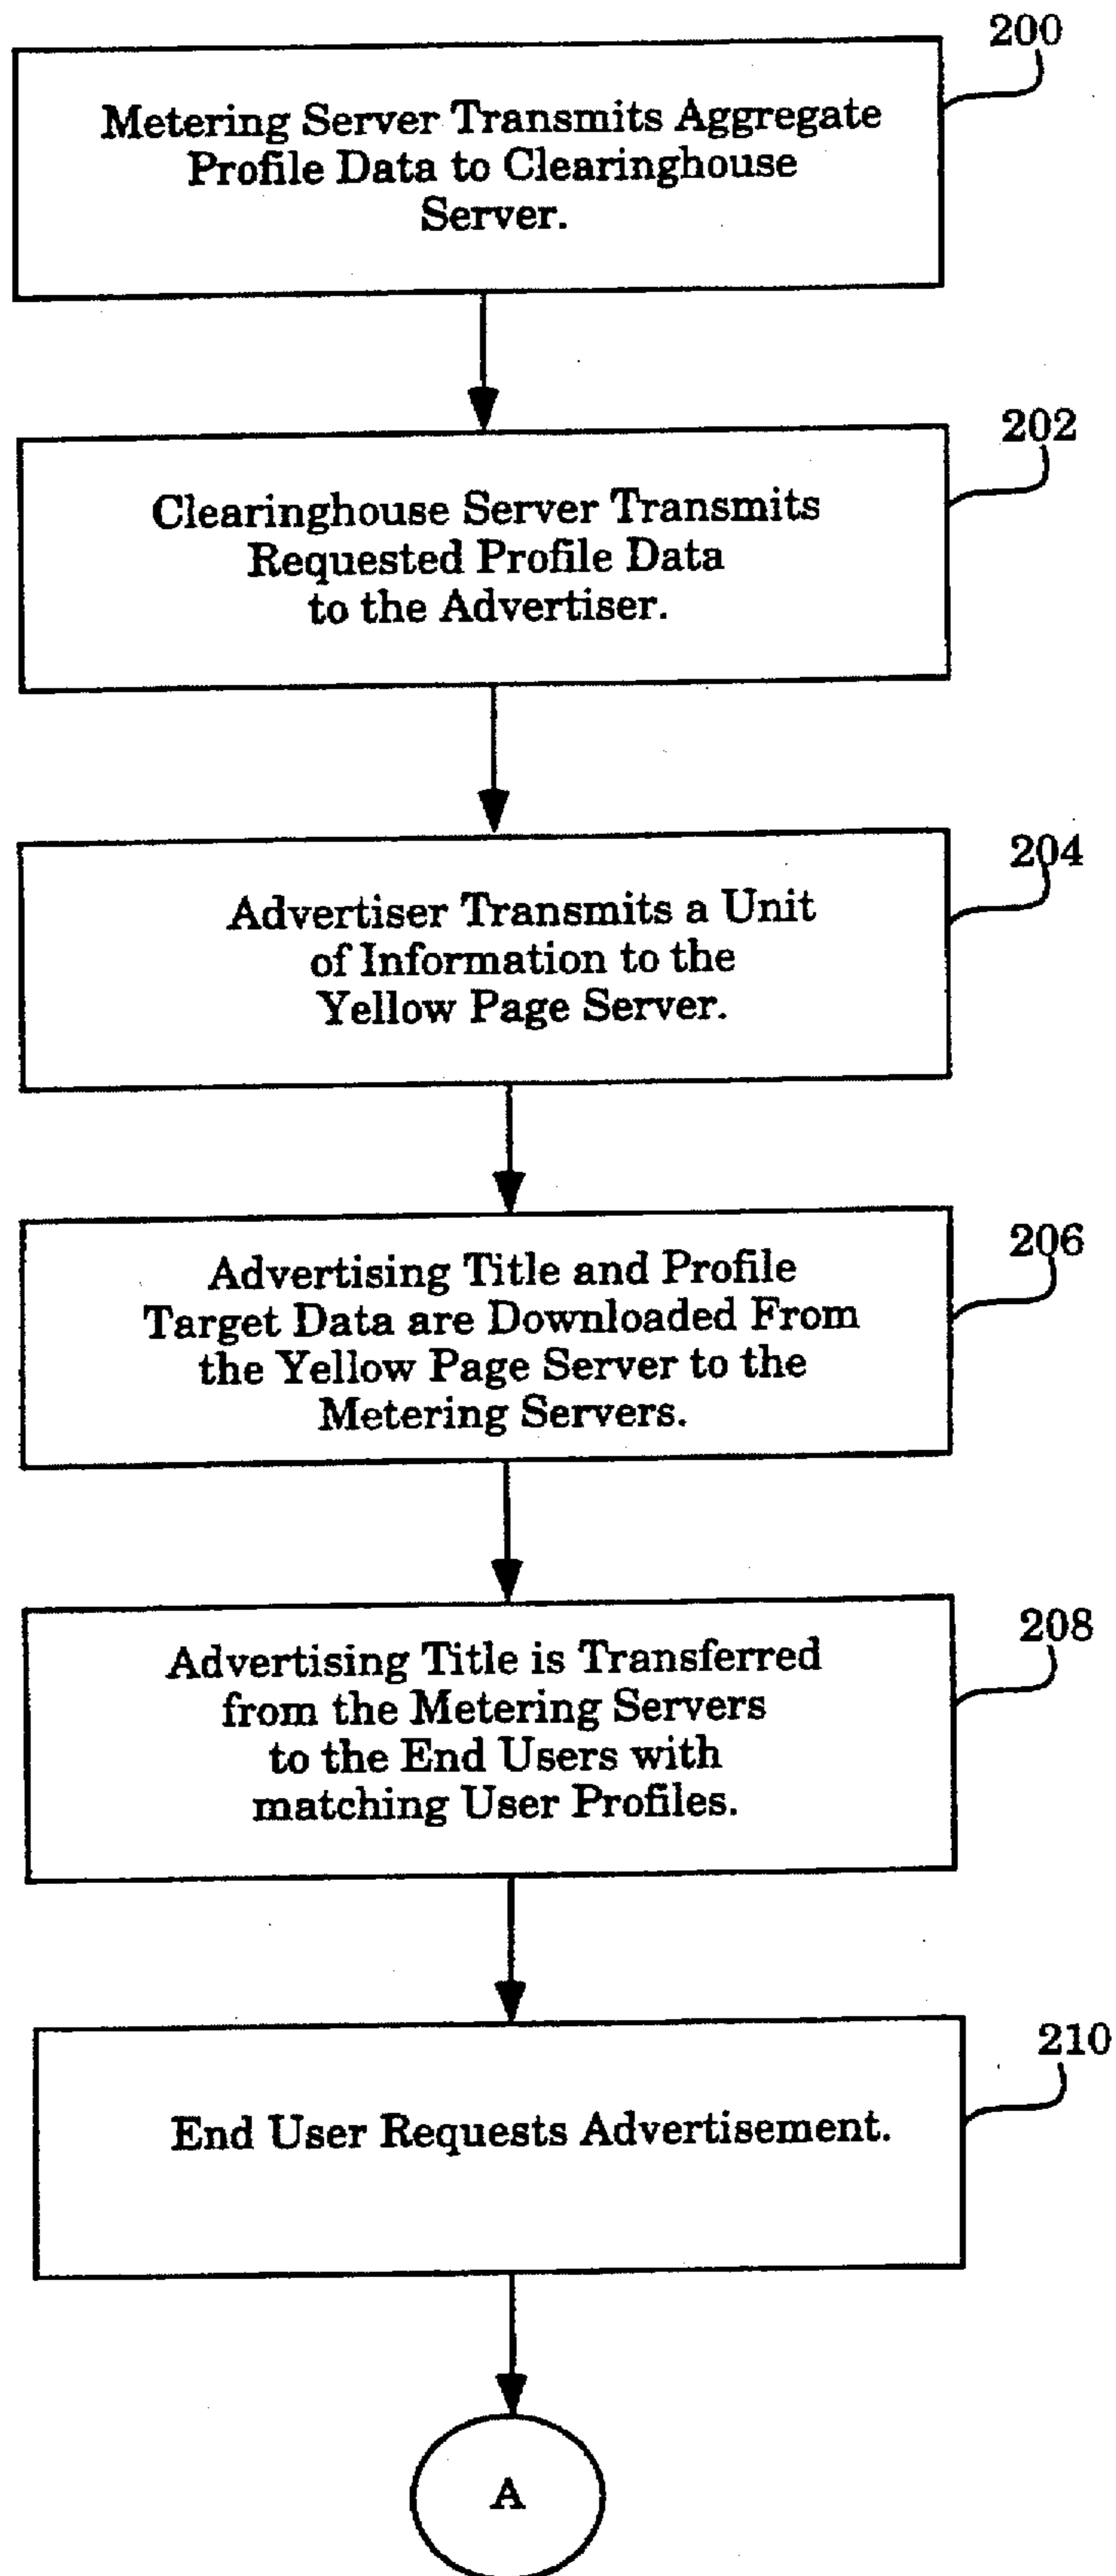 200
Metering Server Transmits Aggregate
Profile Data to Clearinghouse
Server.
202
Clearinghouse Server Transmits
Requested Profile Data
to the Advertiser.
204
Advertiser Transmits a Unit
of Information to the
Yellow Page Server.
206
Advertising Title and Profile
Target Data are Downloaded From
the Yellow Page Server to the
Metering Servers.
208
Advertising Title is Transferred
from the Metering Servers
to the End Users with
matching User Profiles.
210
End User Requests Advertisement.
A